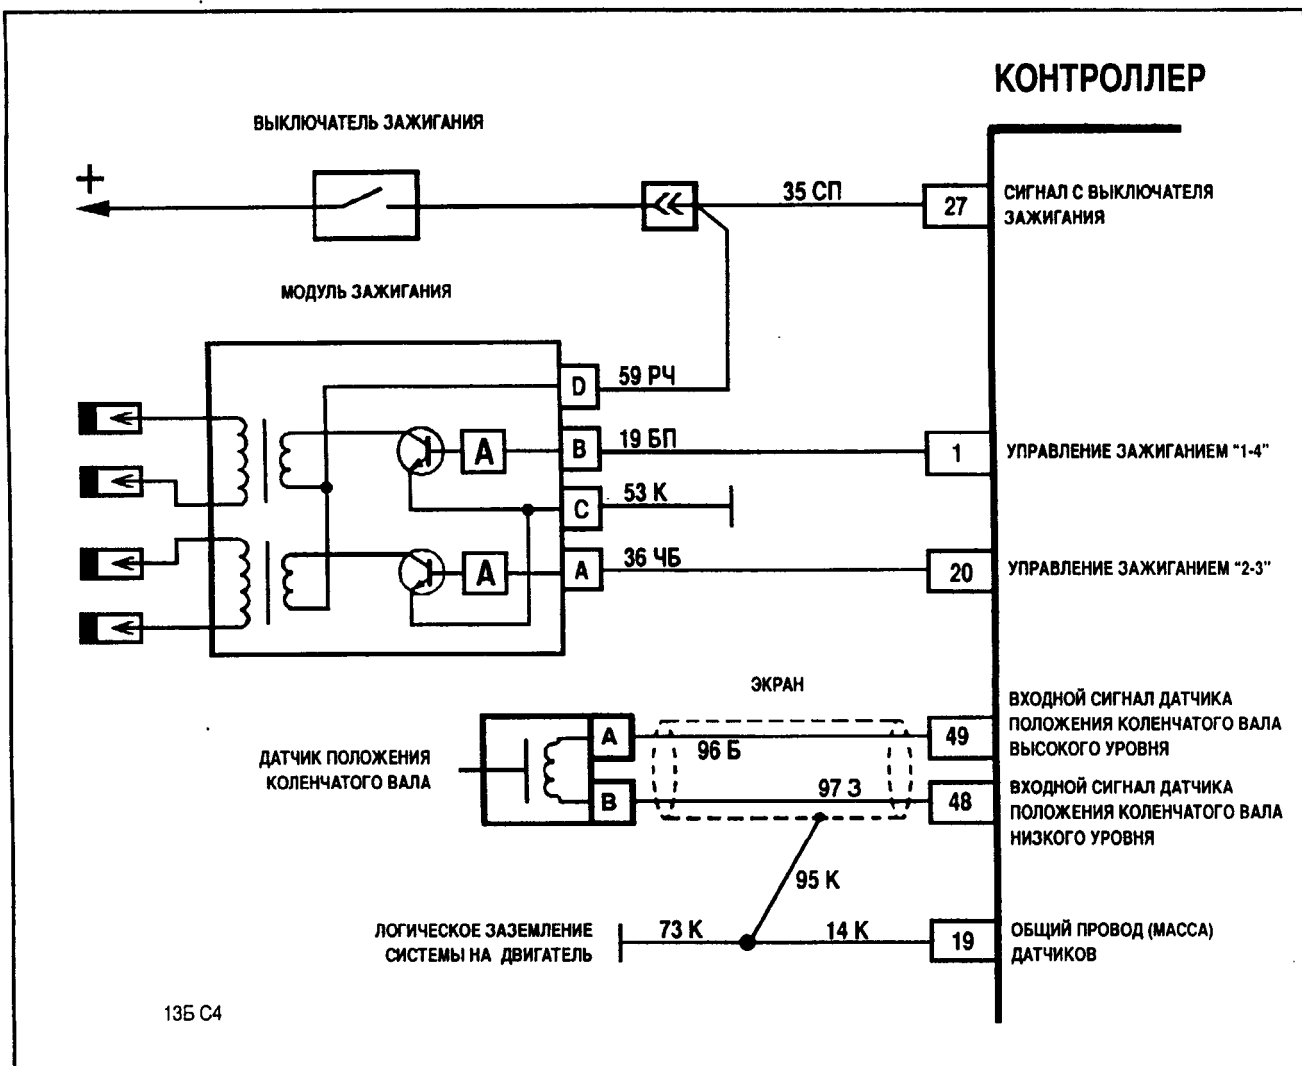 КОНТРОЛЛЕР
ВЫКЛЮЧАТЕЛЬ ЗАЖИГАНИЯ
+
35 СП
27
СИГНАЛ С ВЫКЛЮЧАТЕЛЯ
ЗАЖИГАНИЯ
МОДУЛЬ ЗАЖИГАНИЯ
D
59 РЧ
A
B
19 БП
1
УПРАВЛЕНИЕ ЗАЖИГАНИЕМ "1-4"
C
53 К
A
A
36 ЧБ
20
УПРАВЛЕНИЕ ЗАЖИГАНИЕМ "2-3"
ЭКРАН
ДАТЧИК ПОЛОЖЕНИЯ
КОЛЕНЧАТОГО ВАЛА
A
96 Б
49
ВХОДНОЙ СИГНАЛ ДАТЧИКА
ПОЛОЖЕНИЯ КОЛЕНЧАТОГО ВАЛА
ВЫСОКОГО УРОВНЯ
B
97 З
48
ВХОДНОЙ СИГНАЛ ДАТЧИКА
ПОЛОЖЕНИЯ КОЛЕНЧАТОГО ВАЛА
НИЗКОГО УРОВНЯ
95 К
ЛОГИЧЕСКОЕ ЗАЗЕМЛЕНИЕ
СИСТЕМЫ НА ДВИГАТЕЛЬ
73 К
14 К
19
ОБЩИЙ ПРОВОД (МАССА)
ДАТЧИКОВ
13Б С4